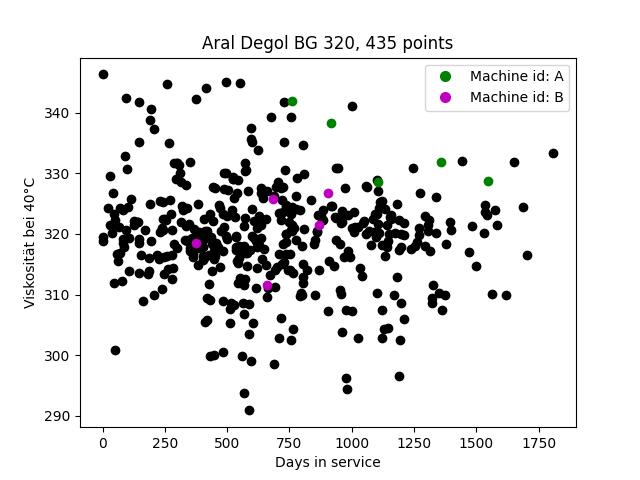 Aral Degol BG 320, 435 points
Machine id: A
Machine id: B
Viskosität bei 40°C
340
330
320
310
300
290
0 250 500 750 1000 1250 1500 1750
Days in service